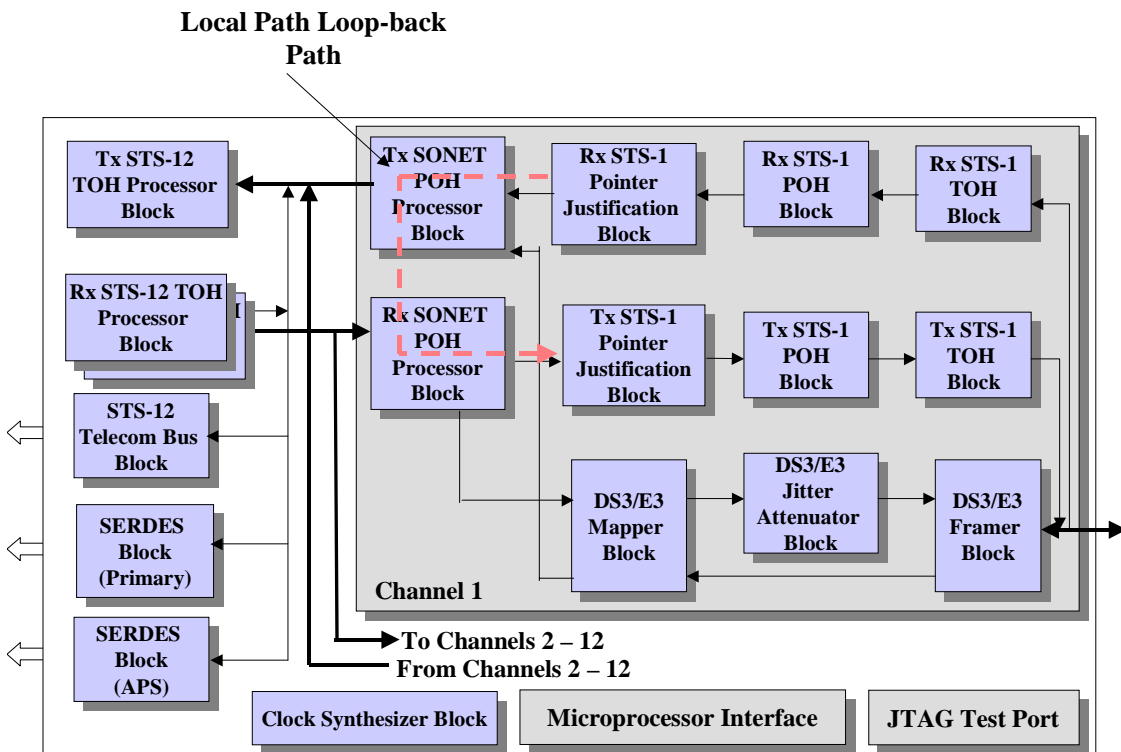 Local Path Loop-back
Path
Tx STS-12
TOH Processor
Block
Tx SONET
POH
Processor
Block
Rx STS-1
Pointer
Justification
Block
Rx STS-1
POH
Block
Rx STS-1
TOH
Block
Rx STS-12 TOH
Processor
Block
Rx SONET
POH
Processor
Block
Tx STS-1
Pointer
Justification
Block
Tx STS-1
POH
Block
Tx STS-1
TOH
Block
STS-12
Telecom Bus
Block
DS3/E3
Mapper
Block
DS3/E3
Jitter
Attenuator
Block
DS3/E3
Framer
Block
SERDES
Block
(Primary)
Channel 1
SERDES
Block
(APS)
To Channels 2 – 12
From Channels 2 – 12
Clock Synthesizer Block
Microprocessor Interface
JTAG Test Port